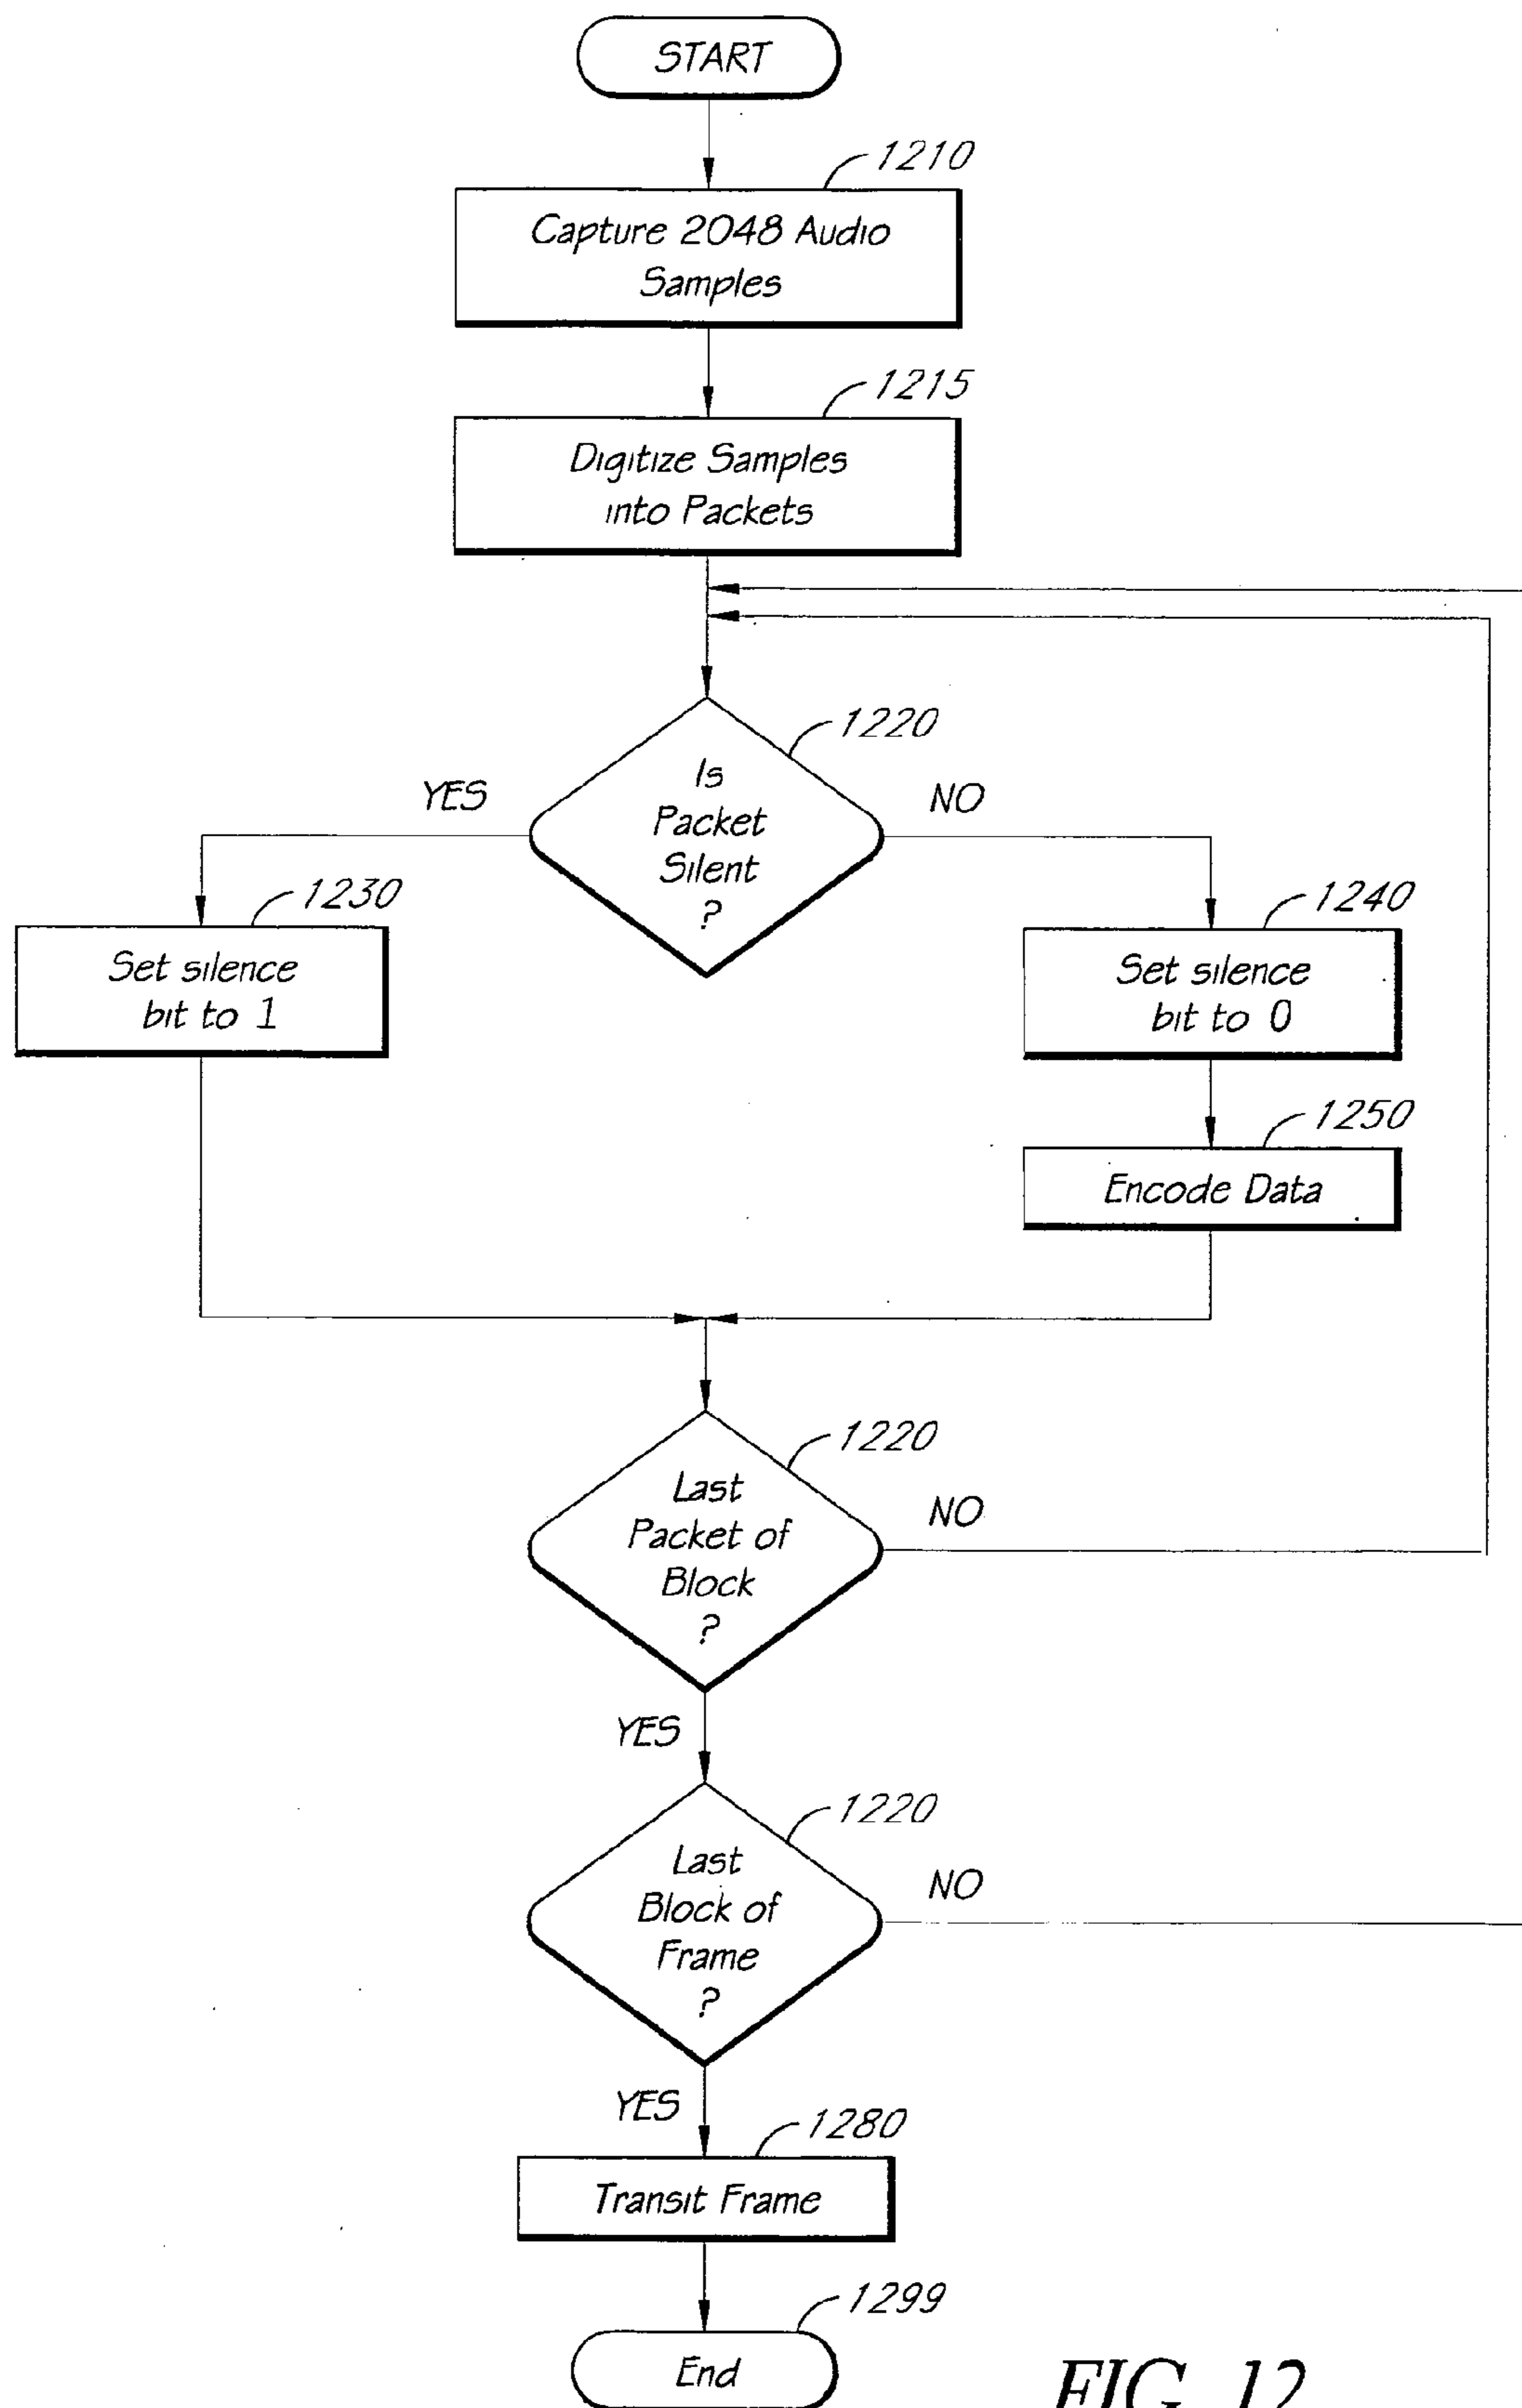 START
1210
Capture 2048 Audio
Samples
1215
Digitize Samples
into Packets
1220
Is
Packet
Silent
?
YES
NO
1230
Set silence
bit to 1
1240
Set silence
bit to 0
1250
Encode Data
1220
Last
Packet of
Block
?
NO
YES
1220
Last
Block of
Frame
?
NO
YES
1280
Transit Frame
1299
End
FIG. 12